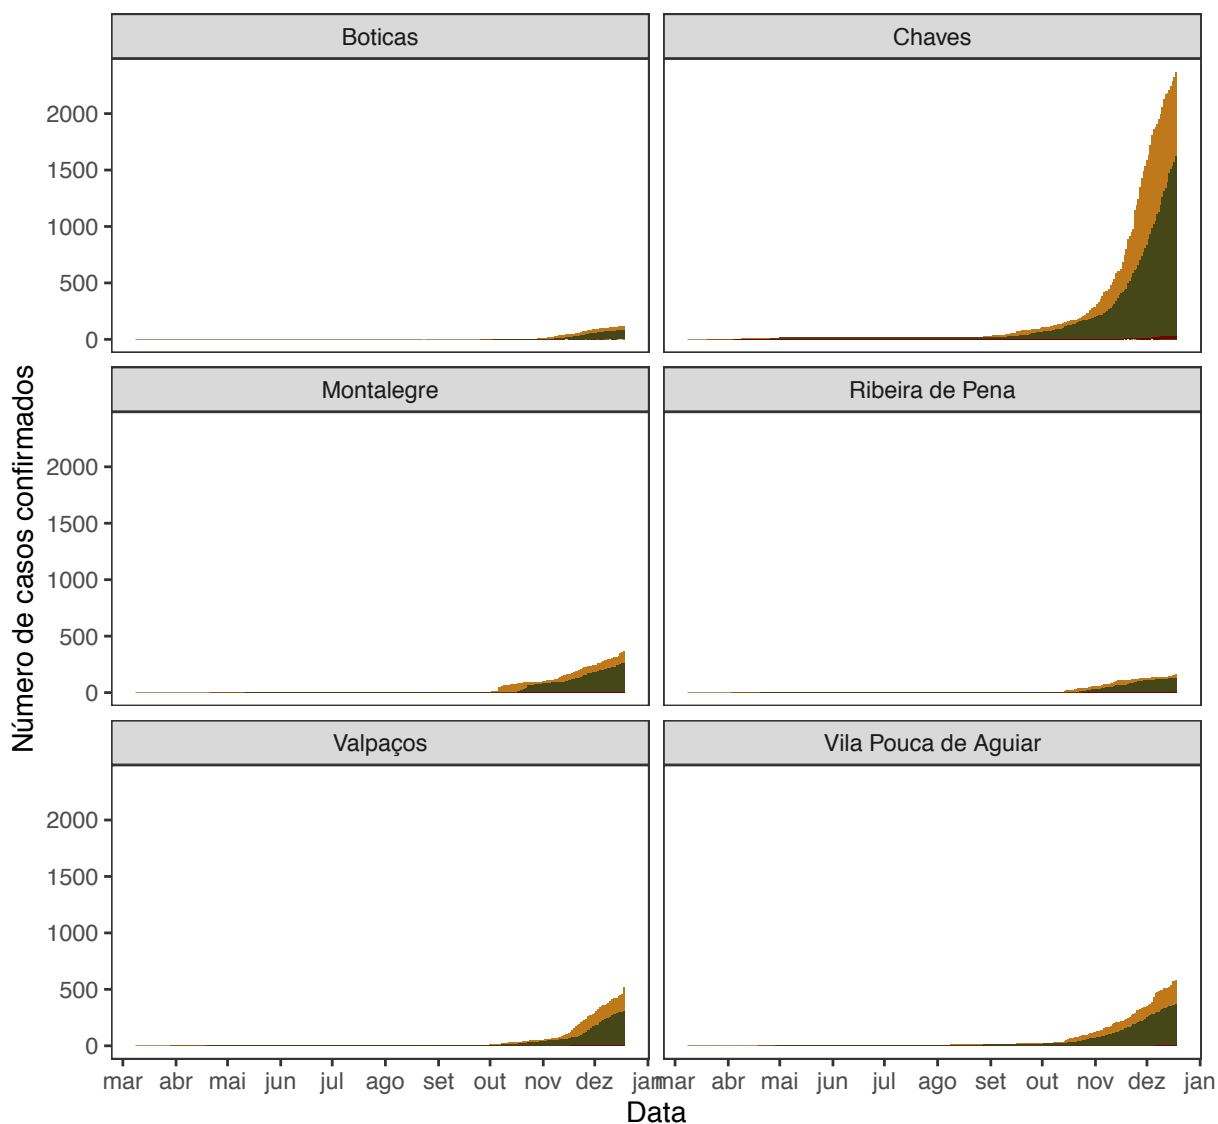 Boticas
Chaves
2000
1500
1000
500
0
Montalegre
Ribeira de Pena
2000
1500
1000
500
0
Valpaços
Vila Pouca de Aguiar
2000
1500
1000
500
0
mar abr mai jun jul ago set out nov dez jan
mar abr mai jun jul ago set out nov dez jan
Data
Número de casos confirmados